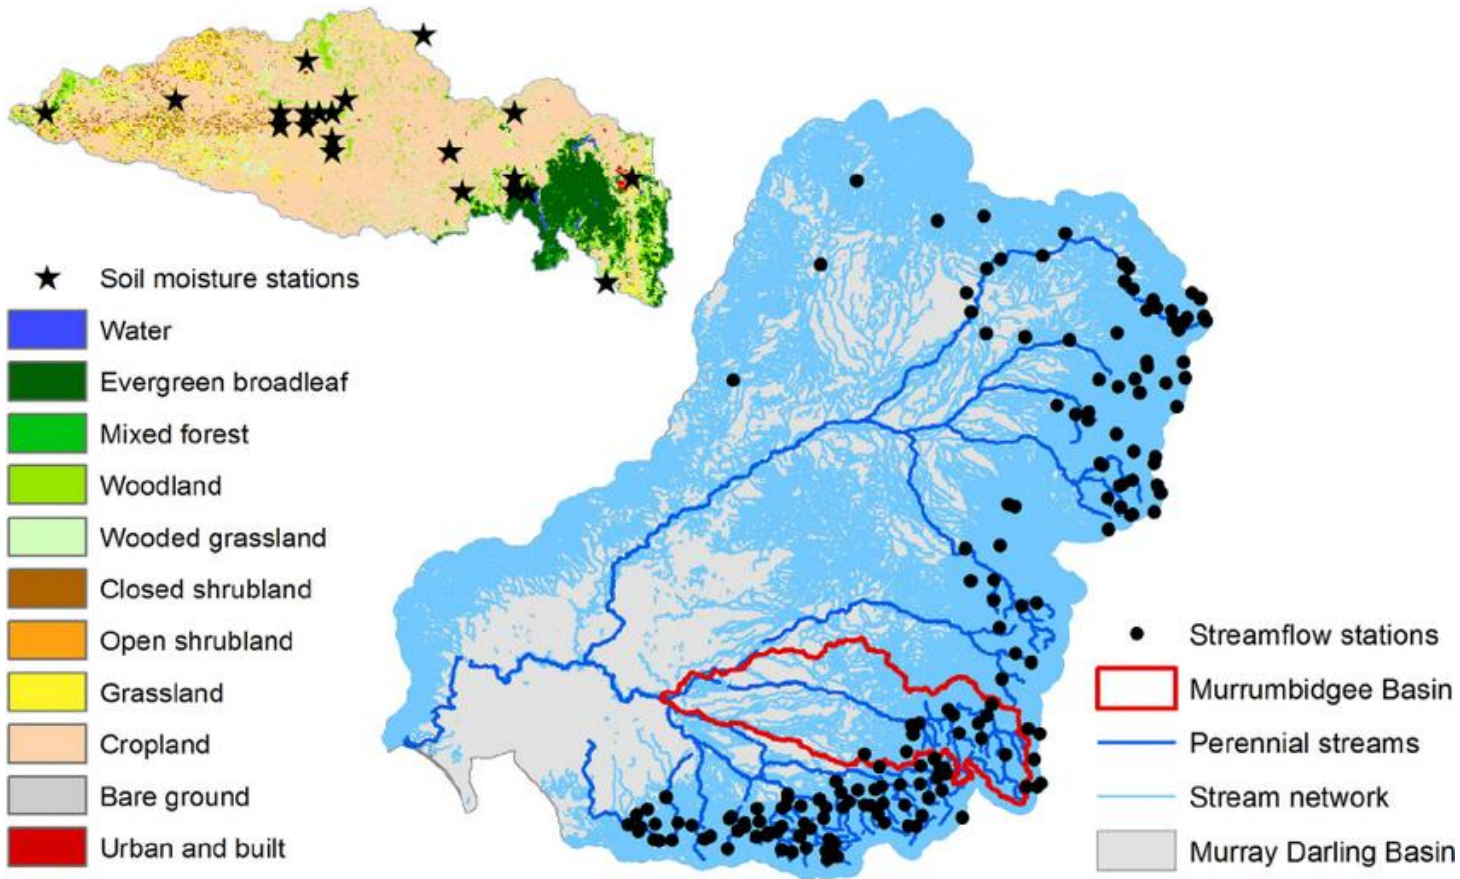 Soil moisture stations
Water
Evergreen broadleaf
Mixed forest
Woodland
Wooded grassland
Closed shrubland
Open shrubland
Grassland
Cropland
Bare ground
Urban and built
Streamflow stations
Murrumbidgee Basin
Perennial streams
Stream network
Murray Darling Basin